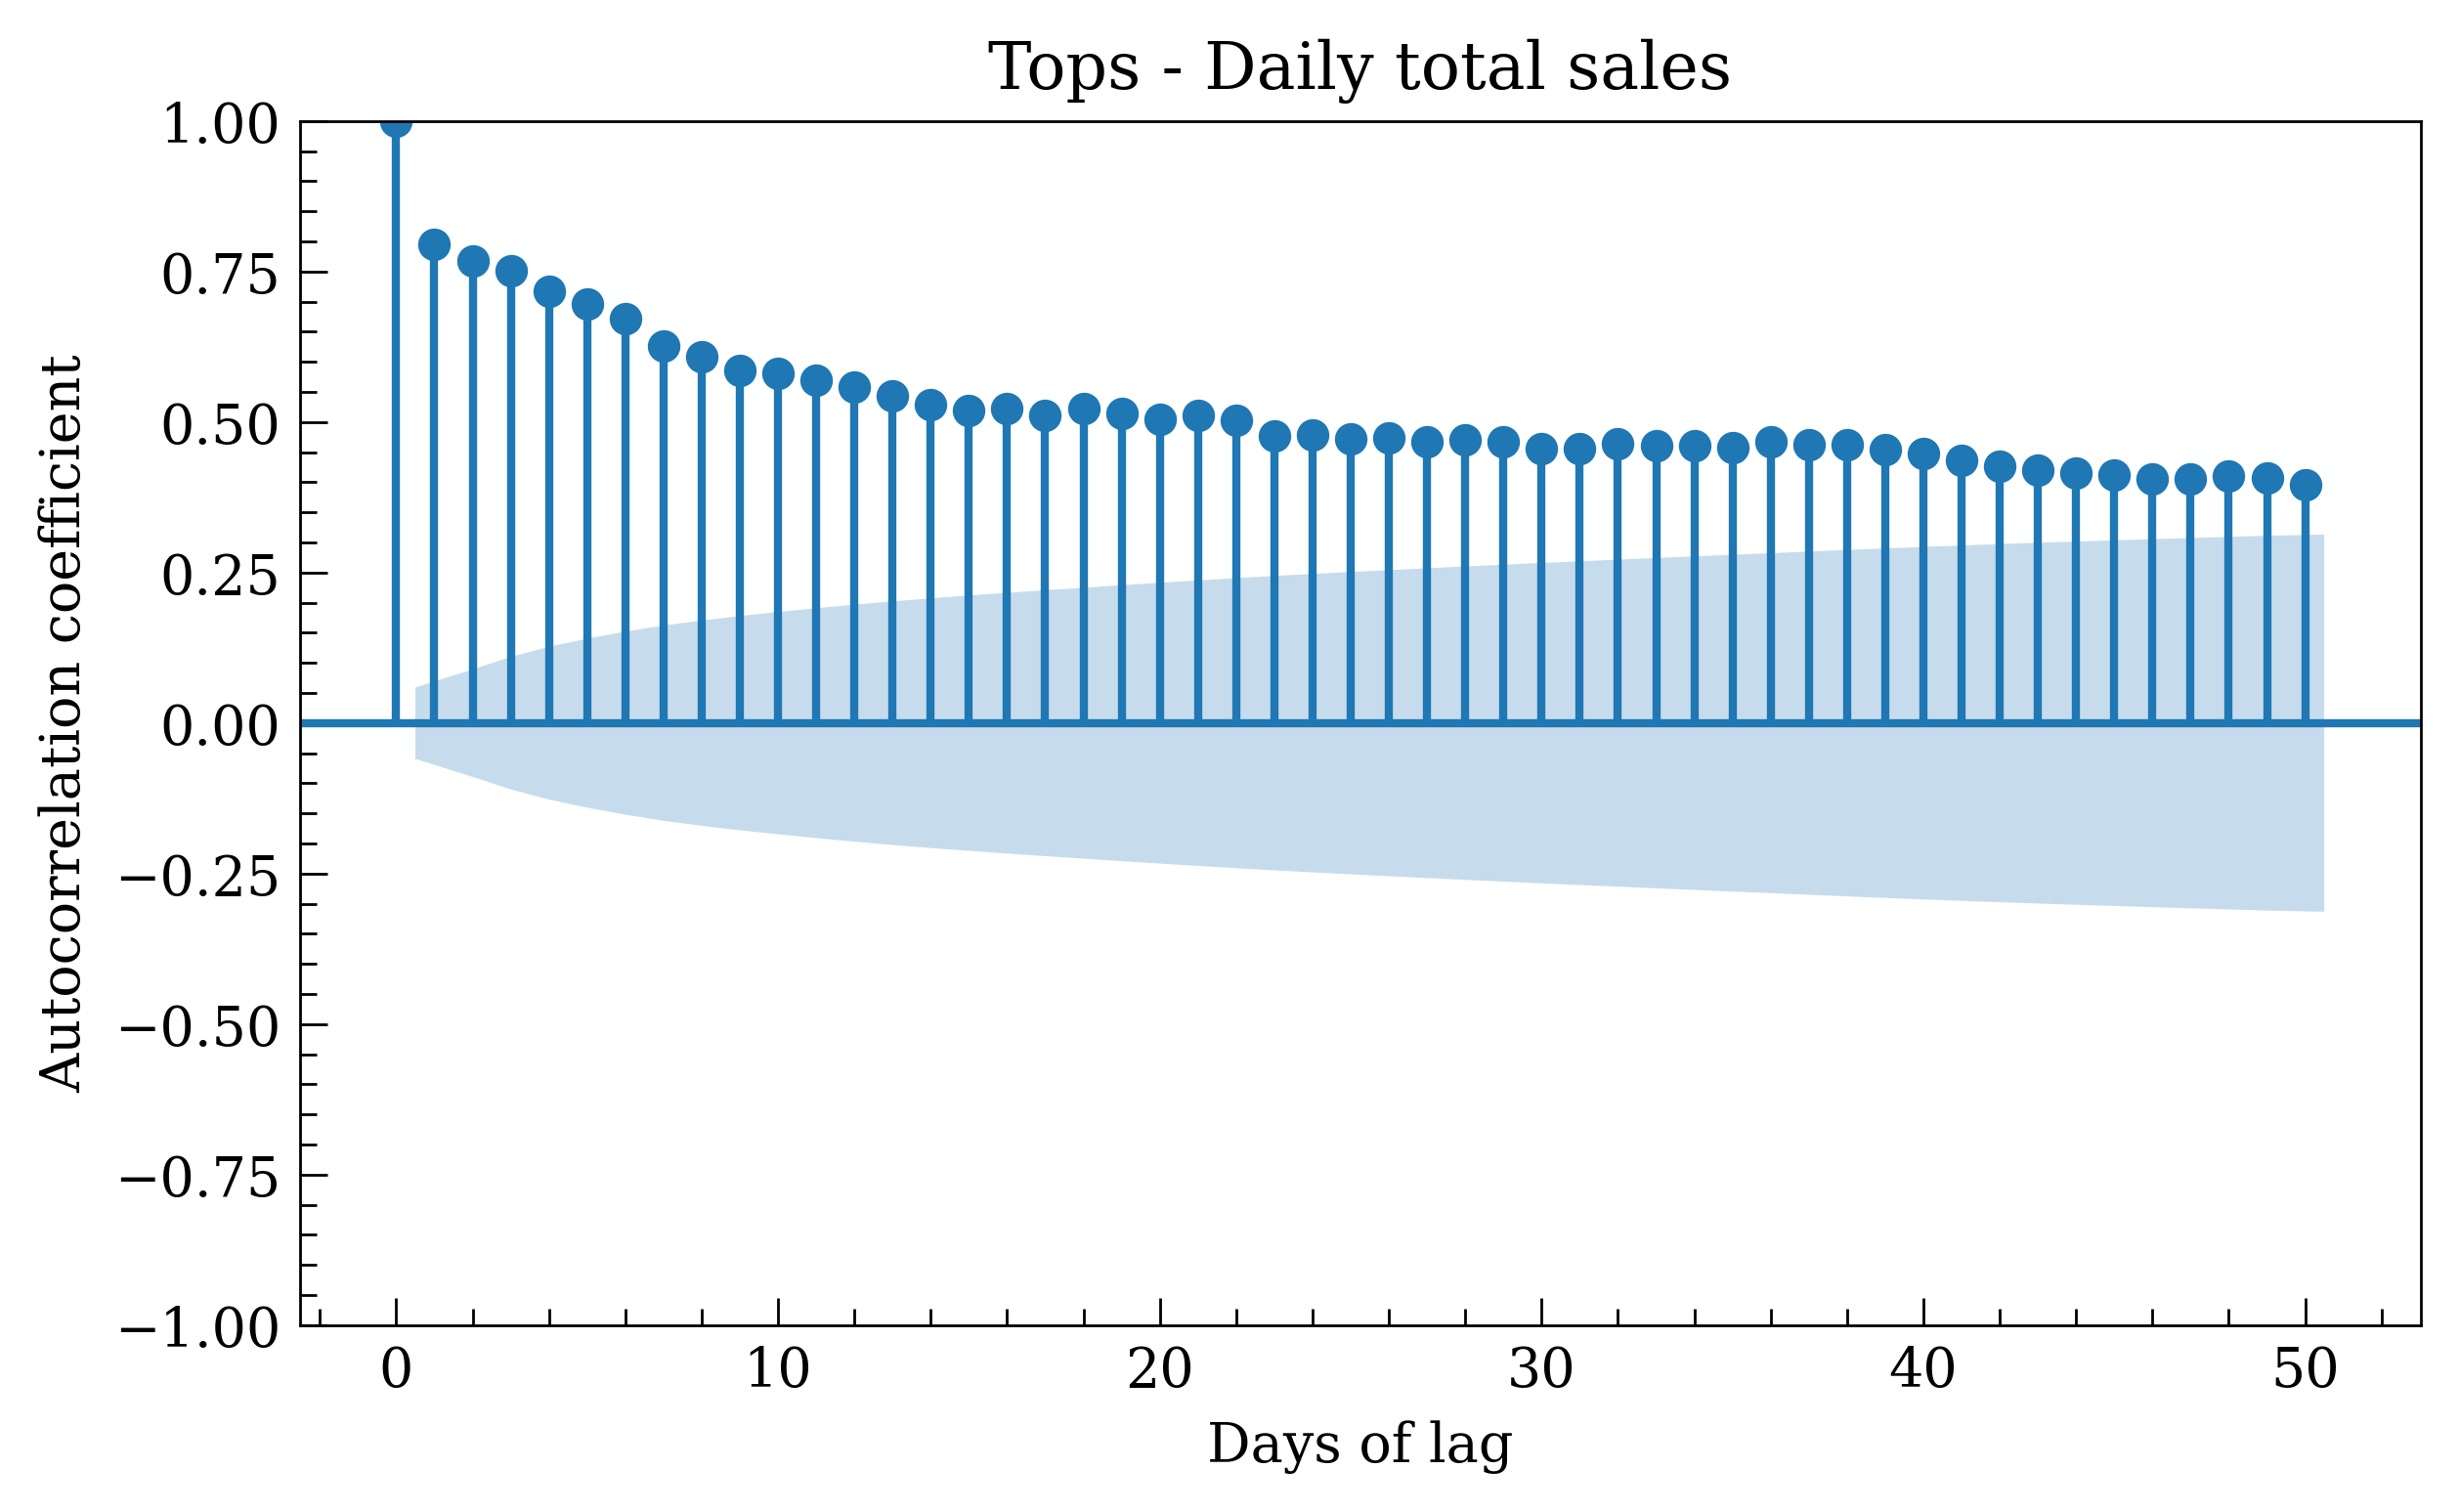 Tops - Daily total sales
1.00
0.75
0.50
0.25
0.00
−0.25
−0.50
−0.75
−1.00
Autocorrelation coefficient
0 10 20 30 40 50
Days of lag